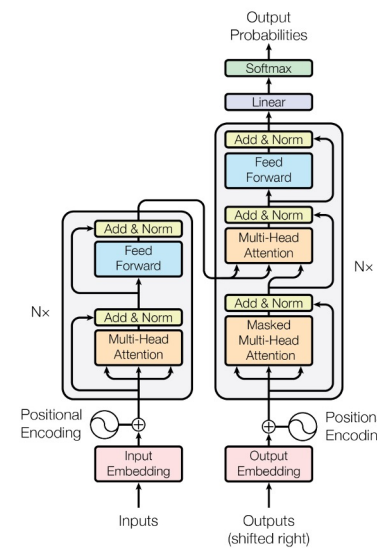 Output
Probabilities
Softmax
Linear
Add & Norm
Feed
Forward
Add & Norm
Multi-Head
Attention
Add & Norm
Masked
Multi-Head
Attention
Nx
Add & Norm
Feed
Forward
Add & Norm
Multi-Head
Attention
Nx
Positional
Encoding
Input
Embedding
Inputs
Position
Encodin
Output
Embedding
Outputs
(shifted right)